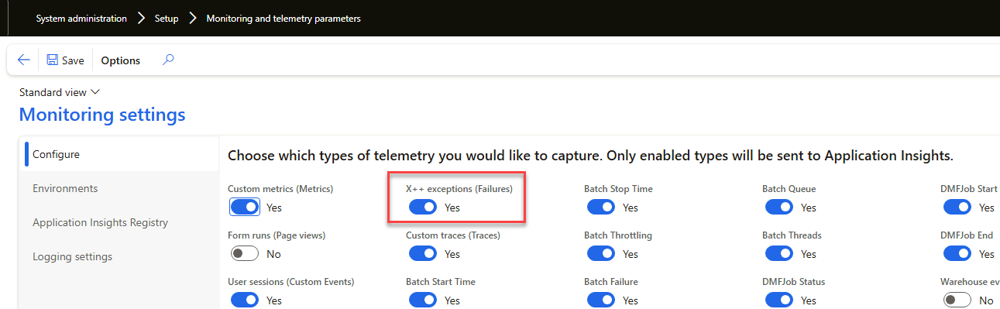 System administration Setup Monitoring and telemetry parameters
Save Options
Standard view
Monitoring settings
Configure
Environments
Application Insights Registry
Logging settings
Choose which types of telemetry you would like to capture. Only enabled types will be sent to Application Insights.
Custom metrics (Metrics) X++ exceptions (Failures) Batch Stop Time Batch Queue DMFJob Start
Yes Yes Yes Yes Yes
Form runs (Page views) Custom traces (Traces) Batch Throttling Batch Threads DMFJob End
No Yes Yes Yes Yes
User sessions (Custom Events) Batch Start Time Batch Failure DMFJob Status Warehouse ev
Yes Yes Yes Yes No